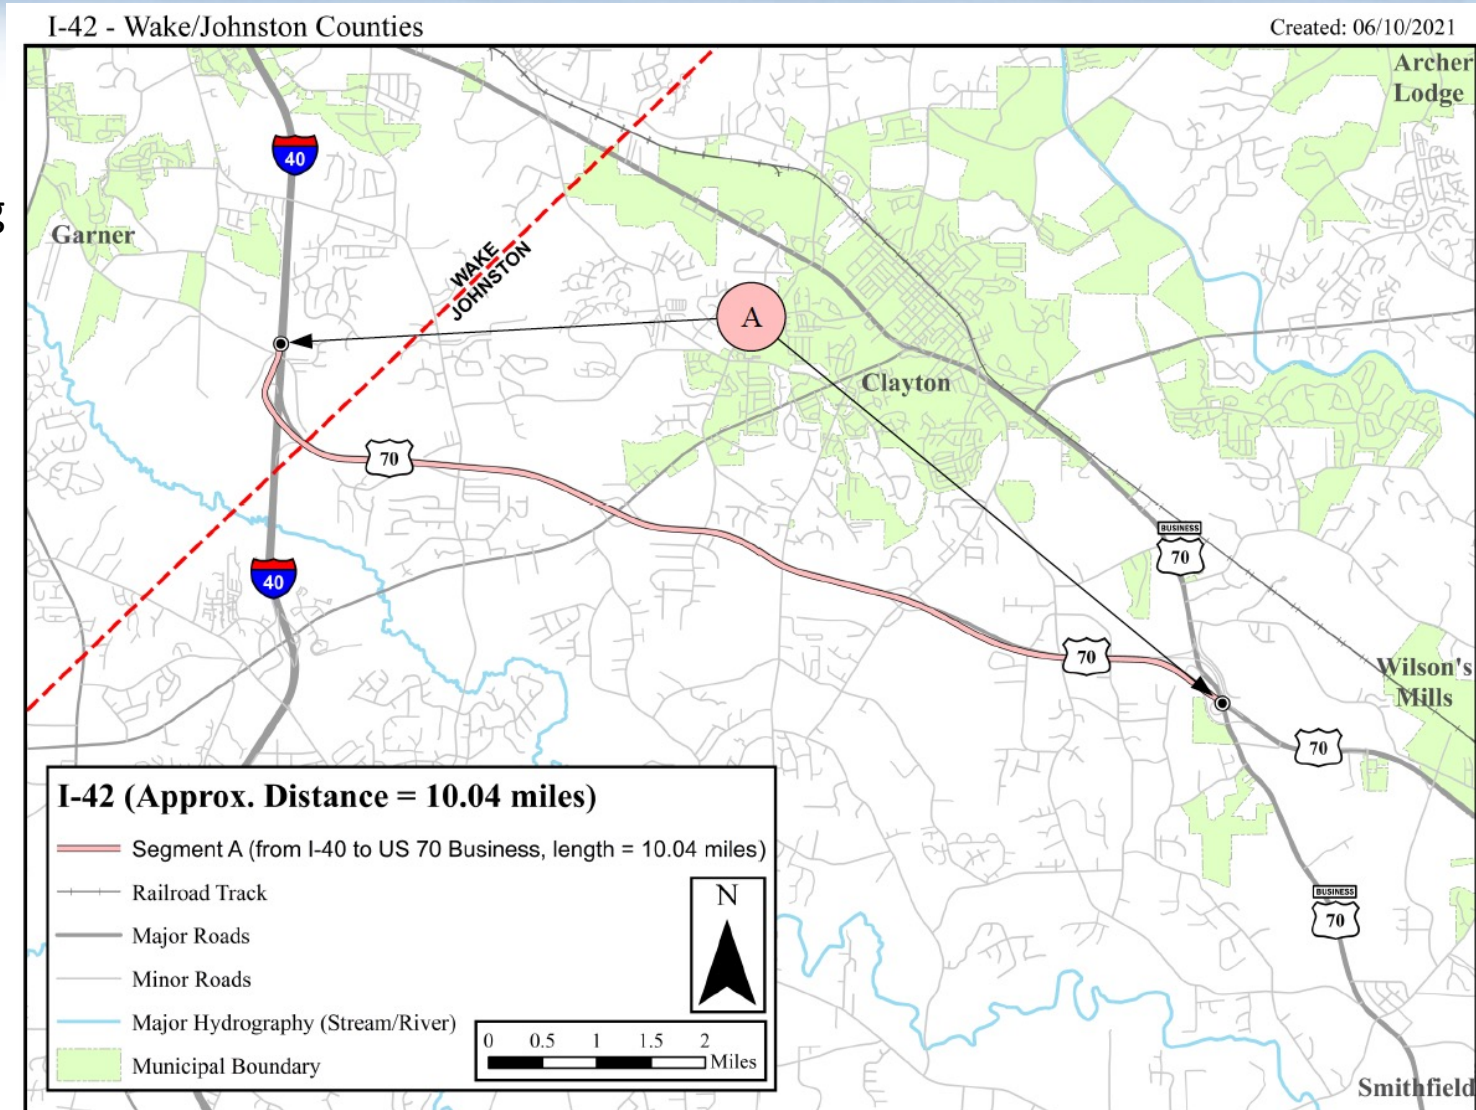 I-42 - Wake/Johnston Counties
Created: 06/10/2021
Archer
Lodge
40
g
Garner
WAKE
JOHNSTON
A
Clayton
70
BUSINESS
70
40
70
Wilson's
Mills
70
I-42 (Approx. Distance = 10.04 miles)
Segment A (from I-40 to US 70 Business, length = 10.04 miles)
Railroad Track
Major Roads
Minor Roads
Major Hydrography (Stream/River)
Municipal Boundary
N
0 0.5 1 1.5 2
Miles
BUSINESS
70
Smithfield